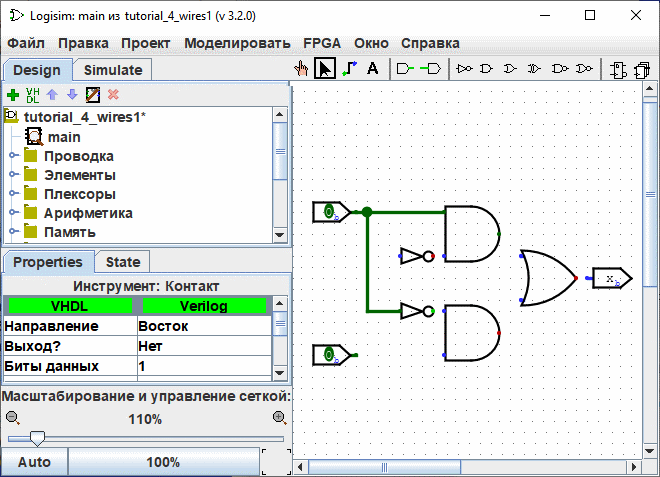 Logisim: main из tutorial_4_wires1 (v 3.2.0)
Файл Правка Проект Моделировать FPGA Окно Справка
Design Simulate
A
VH
DL
tutorial_4_wires1*
main
Проводка
Элементы
Плексоры
Арифметика
Память
Properties State
Инструмент: Контакт
VHDL Verilog
Направление Восток
Выход? Нет
Биты данных 1
Масштабирование и управление сеткой:
110%
Auto 100%
0
x
0